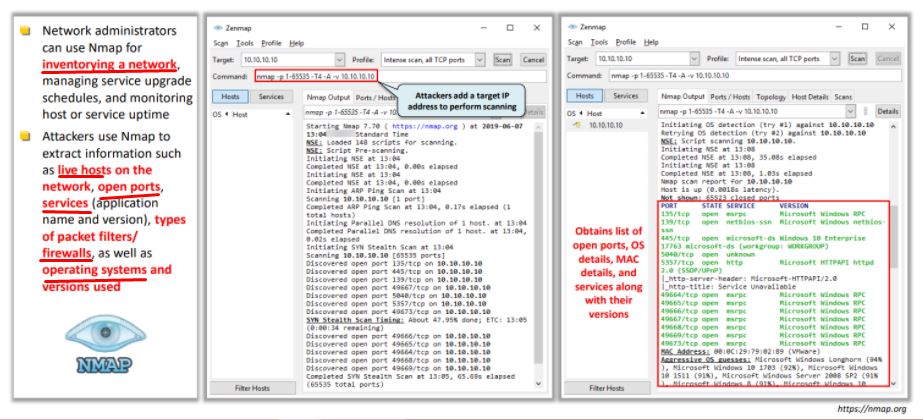 Network administrators
can use Nmap for
inventorying a network,
managing service upgrade
schedules, and monitoring
host or service uptime
Attackers use Nmap to
extract information such
as live hosts on the
network, open ports,
services (application
name and version), types
of packet filters/
firewalls, as well as
operating systems and
versions used
NMAP
Zenmap
Scan Tools Profile Help
Target: 10.10.10.10 Profile: Intense scan, all TCP ports Scan Cancel
Command: nmap -p 1-65535 -T4 -A -v 10.10.10.10
Attackers add a target IP
address to perform scanning
Hosts Services Nmap Output Ports / Hosts
OS Host
nmap -p 1-65535 -T4 -A -v 10.10.10.10 Details
Starting Nmap 7.70 ( https://nmap.org ) at 2019-06-07
13:04 Standard Time
NSE: Loaded 148 scripts for scanning.
NSE: Script Pre-scanning.
Initiating NSE at 13:04
Completed NSE at 13:04, 0.00s elapsed
Initiating NSE at 13:04
Completed NSE at 13:04, 0.00s elapsed
Initiating ARP Ping Scan at 13:04
Scanning 10.10.10.10 [1 port]
Completed ARP Ping Scan at 13:04, 0.17s elapsed (1
total hosts)
Initiating Parallel DNS resolution of 1 host. at 13:04
Completed Parallel DNS resolution of 1 host. at 13:04,
0.02s elapsed
Initiating SYN Stealth Scan at 13:04
Scanning 10.10.10.10 [65535 ports]
Discovered open port 135/tcp on 10.10.10.10
Discovered open port 445/tcp on 10.10.10.10
Discovered open port 139/tcp on 10.10.10.10
Discovered open port 49667/tcp on 10.10.10.10
Discovered open port 5040/tcp on 10.10.10.10
Discovered open port 5357/tcp on 10.10.10.10
Discovered open port 49673/tcp on 10.10.10.10
SYN Stealth Scan Timing: About 47.95% done; ETC: 13:05
(0:00:34 remaining)
Discovered open port 49666/tcp on 10.10.10.10
Discovered open port 49665/tcp on 10.10.10.10
Discovered open port 49668/tcp on 10.10.10.10
Discovered open port 49669/tcp on 10.10.10.10
Discovered open port 49664/tcp on 10.10.10.10
Completed SYN Stealth Scan at 13:05, 65.69s elapsed
(65535 total ports)
Filter Hosts
Zenmap
Scan Tools Profile Help
Target: 10.10.10.10 Profile: Intense scan, all TCP ports Scan Cancel
Command: nmap -p 1-65535 -T4 -A -v 10.10.10.10
Hosts Services Nmap Output Ports / Hosts Topology Host Details Scans
OS Host
10.10.10.10
nmap -p 1-65535 -T4 -A -v 10.10.10.10 Details
Initiating OS detection (try #1) against 10.10.10.10
Retrying OS detection (try #2) against 10.10.10.10
NSE: Script scanning 10.10.10.10.
Initiating NSE at 13:08
Completed NSE at 13:08, 35.08s elapsed
Initiating NSE at 13:08
Completed NSE at 13:08, 1.03s elapsed
Nmap scan report for 10.10.10.10
Host is up (0.0018s latency).
Not shown: 65523 closed ports
PORT STATE SERVICE VERSION
135/tcp open msrpc Microsoft Windows RPC
139/tcp open netbios-ssn Microsoft Windows netbios-
ssn
445/tcp open microsoft-ds Windows 10 Enterprise
17763 microsoft-ds (workgroup: WORKGROUP)
5040/tcp open unknown
5357/tcp open http Microsoft HTTPAPI httpd
2.0 (SSDP/UPnP)
|_http-server-header: Microsoft-HTTPAPI/2.0
|_http-title: Service Unavailable
49664/tcp open msrpc Microsoft Windows RPC
49665/tcp open msrpc Microsoft Windows RPC
49666/tcp open msrpc Microsoft Windows RPC
49667/tcp open msrpc Microsoft Windows RPC
49668/tcp open msrpc Microsoft Windows RPC
49669/tcp open msrpc Microsoft Windows RPC
49673/tcp open msrpc Microsoft Windows RPC
MAC Address: 00:0C:29:79:02:89 (VMware)
Aggressive OS guesses: Microsoft Windows Longhorn (94%
), Microsoft Windows 10 1703 (92%), Microsoft Windows
10 1511 (91%), Microsoft Windows Server 2008 SP2 (91%
), Microsoft Windows 8 (91%), Microsoft Windows 10
Obtains list of
open ports, OS
details, MAC
details, and
services along
with their
versions
Filter Hosts
https://nmap.org